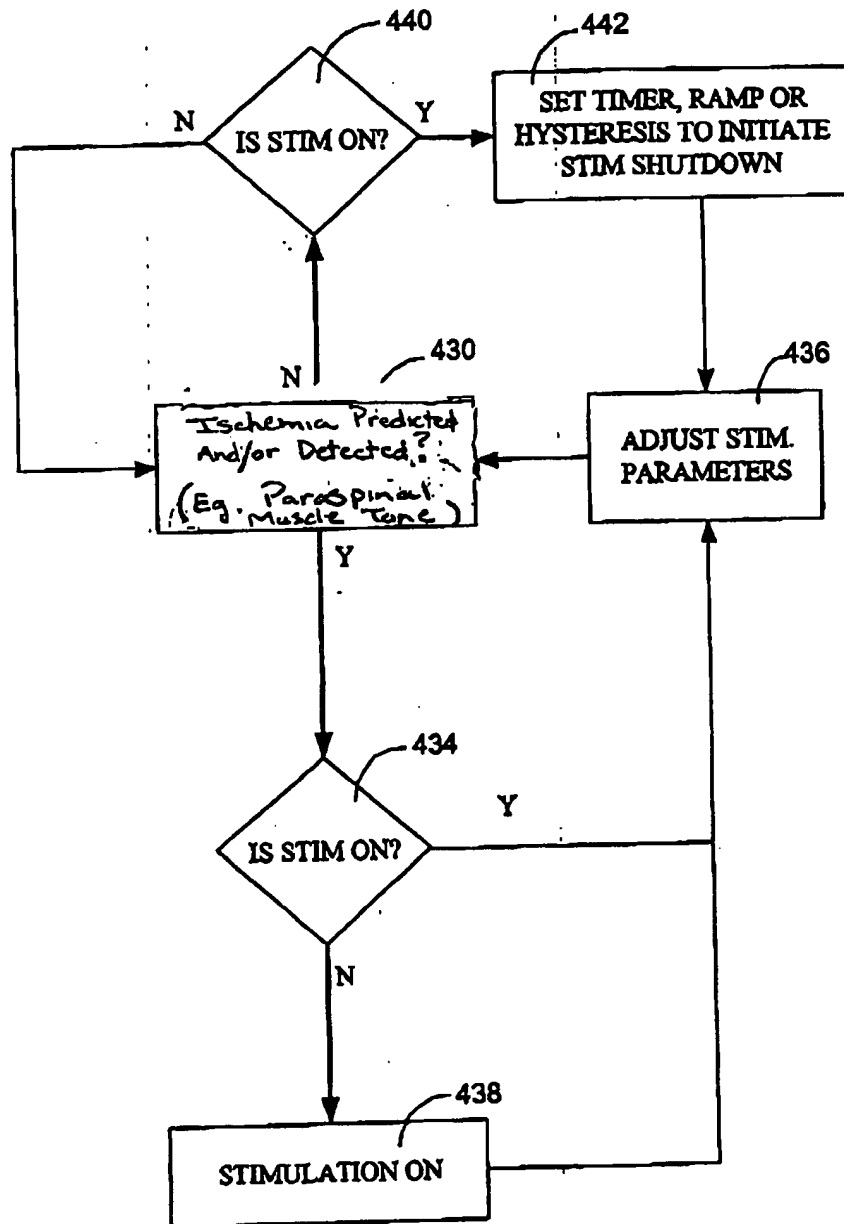 440
442
N
IS STIM ON?
Y
SET TIMER, RAMP OR
HYSTERESIS TO INITIATE
STIM SHUTDOWN
N
430
436
Ischemia Predicted
And/or Detected?
(Eg. Paraspinal
Muscle Tone)
ADJUST STIM.
PARAMETERS
Y
434
IS STIM ON?
Y
N
438
STIMULATION ON